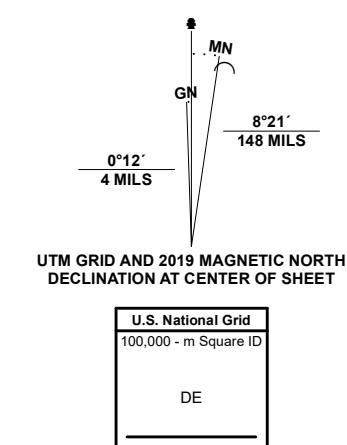 MN
GN
8°21´
148 MILS
0°12´
4 MILS
UTM GRID AND 2019 MAGNETIC NORTH
DECLINATION AT CENTER OF SHEET
U.S. National Grid
100,000 - m Square ID
DE